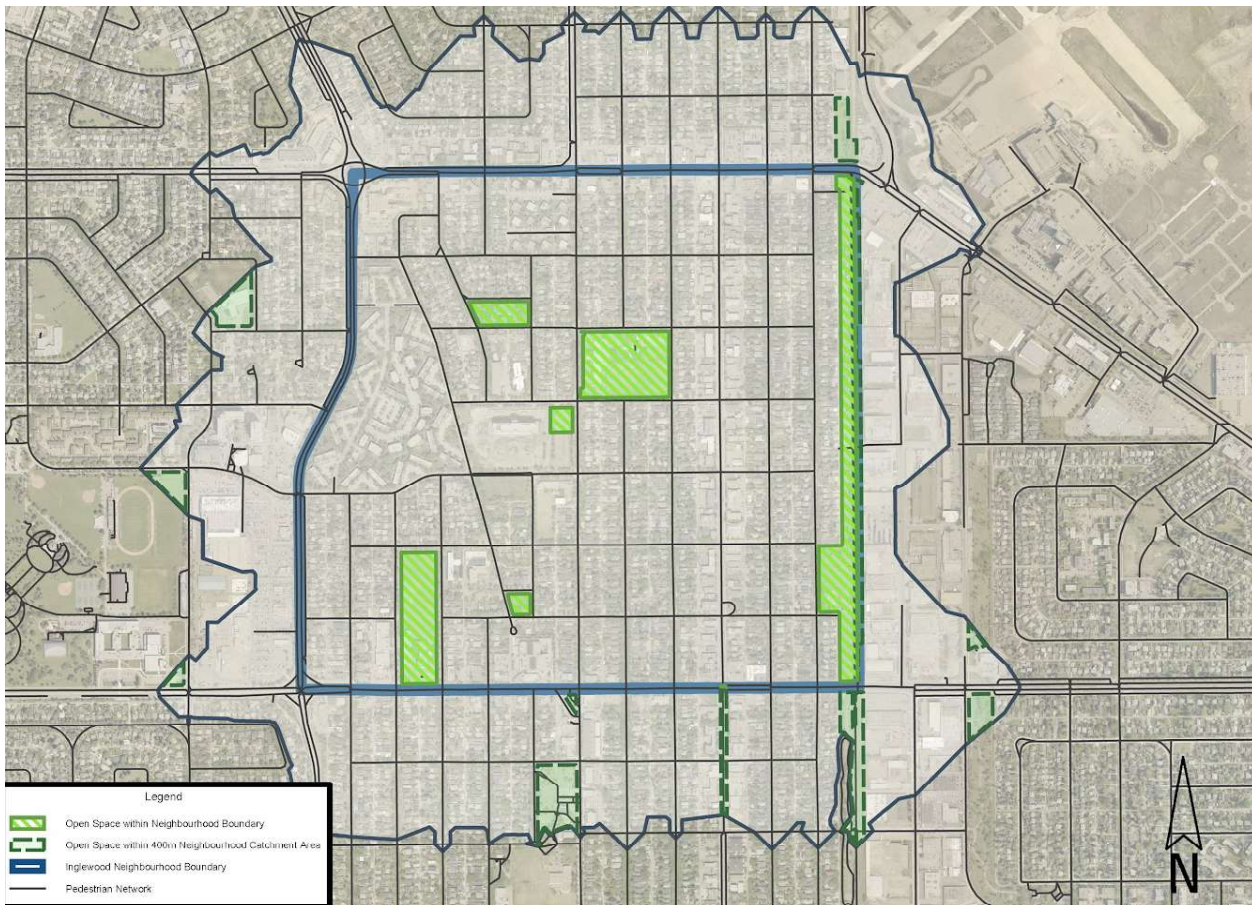 Legend
Open Space within Neighbourhood Boundary
Open Space within 400m Neighbourhood Catchment Area
Inglewood Neighbourhood Boundary
Pedestrian Network
N